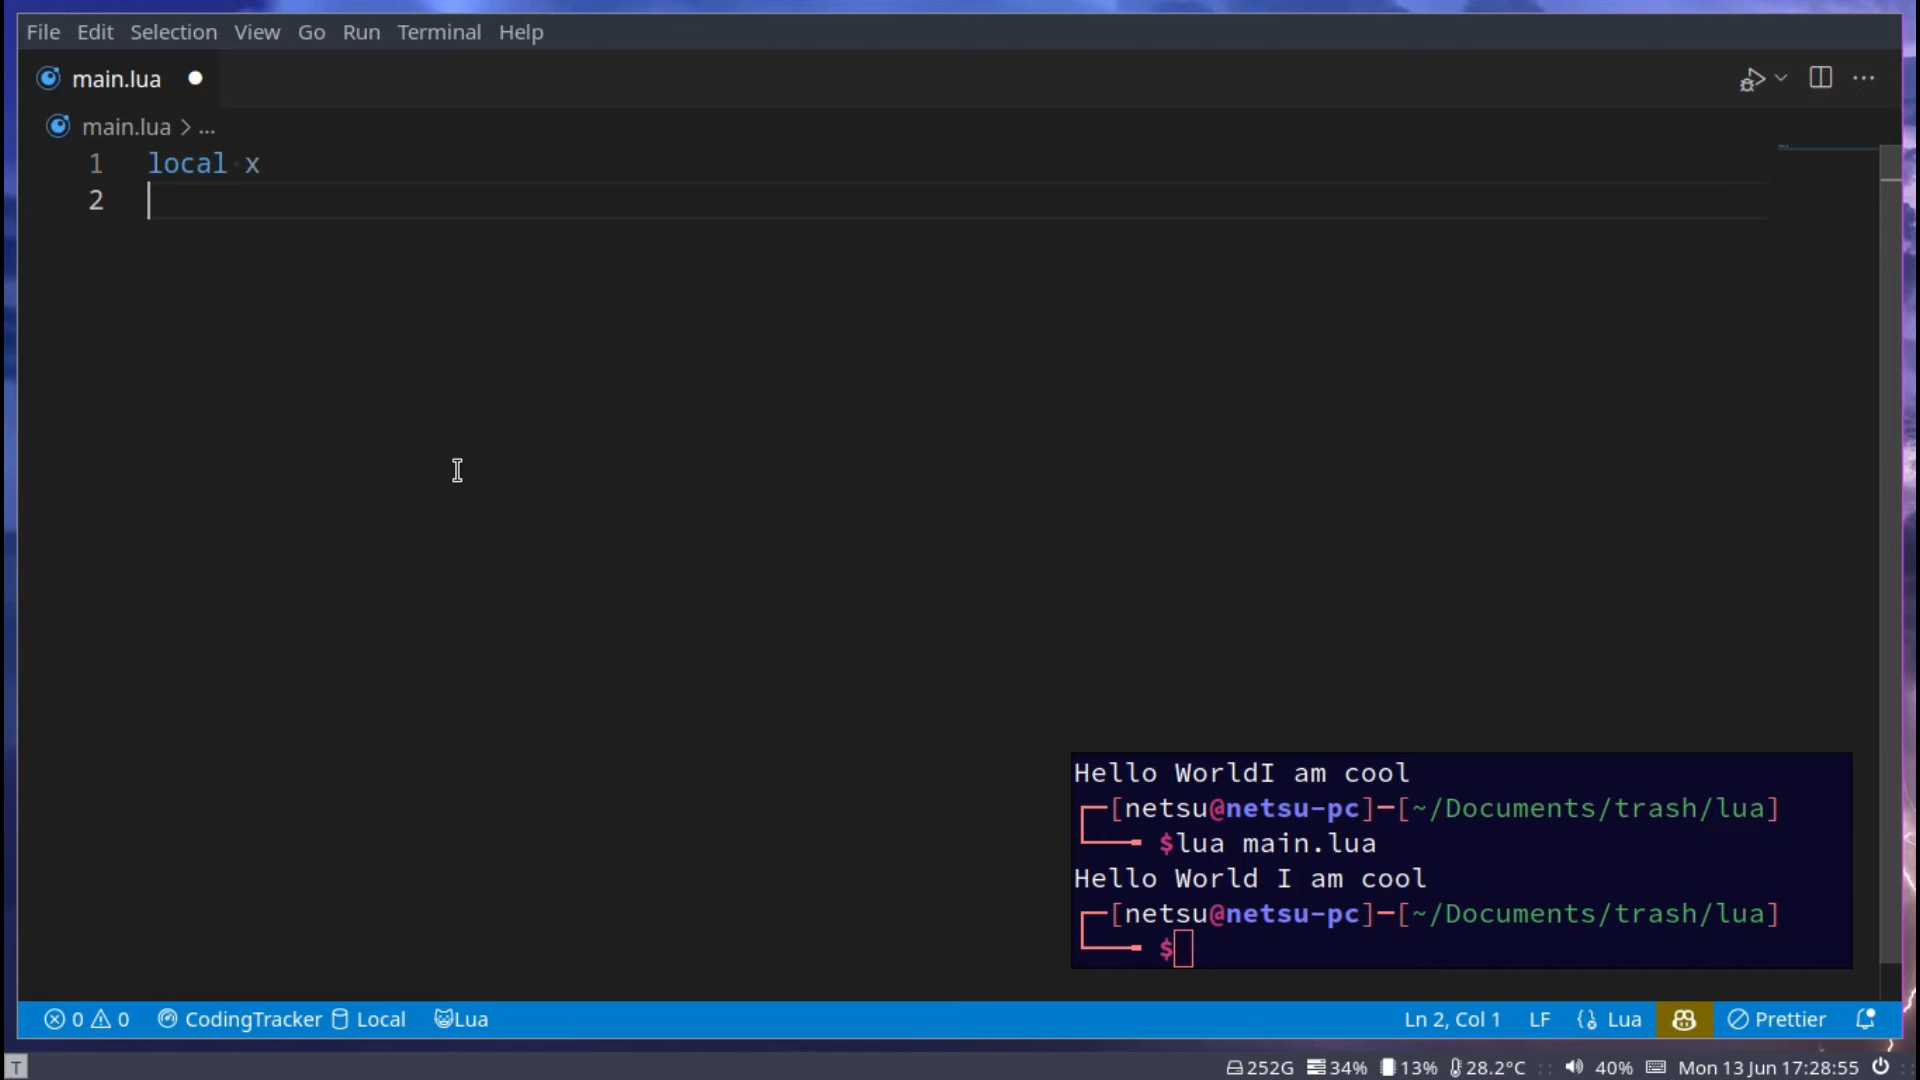 File Edit Selection View Go Run Terminal Help
main.lua
main.lua > ...
1 local x
2
Hello WorldI am cool
[netsu@netsu-pc]-[~/Documents/trash/lua]
$lua main.lua
Hello World I am cool
[netsu@netsu-pc]-[~/Documents/trash/lua]
$
0 0 CodingTracker Local Lua Ln 2, Col 1 LF Lua Prettier
T 252G 34% 13% 28.2°C :: 40% Mon 13 Jun 17:28:55